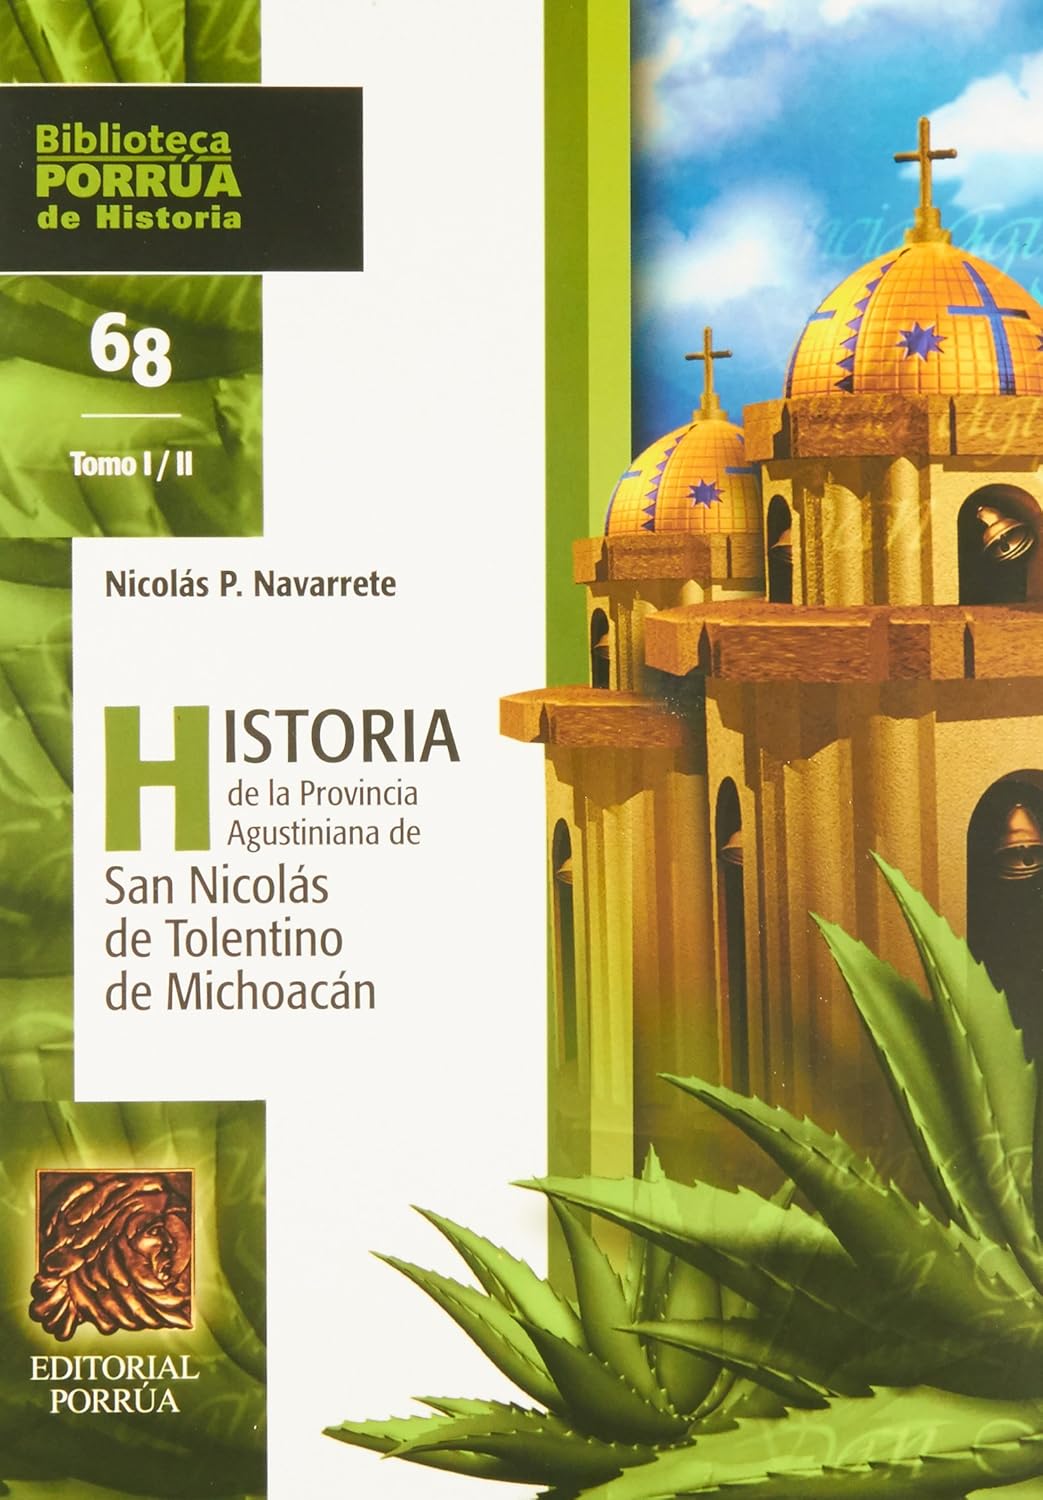 Biblioteca
PORRÚA
de Historia
68
Tomo I / II
Nicolás P. Navarrete
HISTORIA
de la Provincia
Agustiniana de
San Nicolás
de Tolentino
de Michoacán
EDITORIAL
PORRÚA